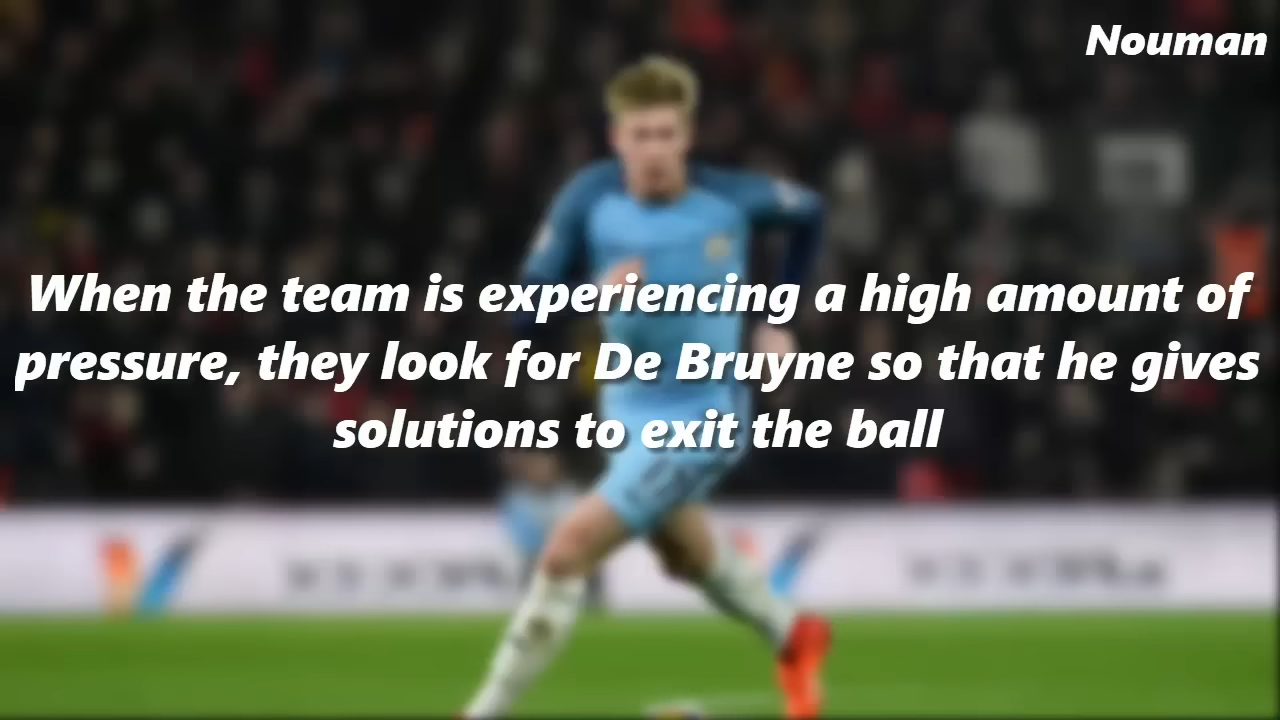 Nouman
When the team is experiencing a high amount of
pressure, they look for De Bruyne so that he gives
solutions to exit the ball